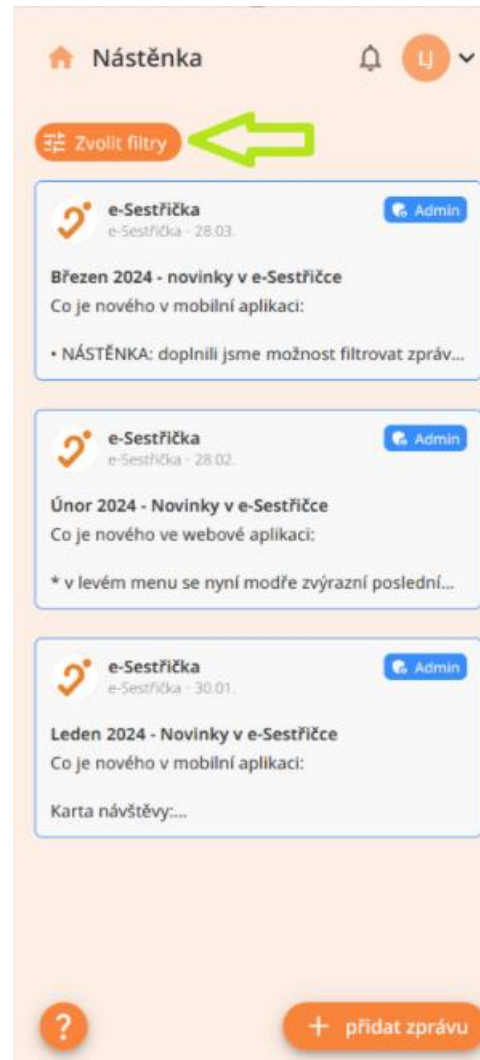 Nástěnka
LJ
Zvolit filtry
e-Sestřička
Admin
e-Sestřička - 28.03.
Březen 2024 - novinky v e-Sestřičce
Co je nového v mobilní aplikaci:
• NÁSTĚNKA: doplnili jsme možnost filtrovat zpráv...
e-Sestřička
Admin
e-Sestřička - 28.02.
Únor 2024 - Novinky v e-Sestřičce
Co je nového ve webové aplikaci:
* v levém menu se nyní modře zvýrazní poslední...
e-Sestřička
Admin
e-Sestřička - 30.01.
Leden 2024 - Novinky v e-Sestřičce
Co je nového v mobilní aplikaci:
Karta návštěvy:...
?
+ přidat zprávu